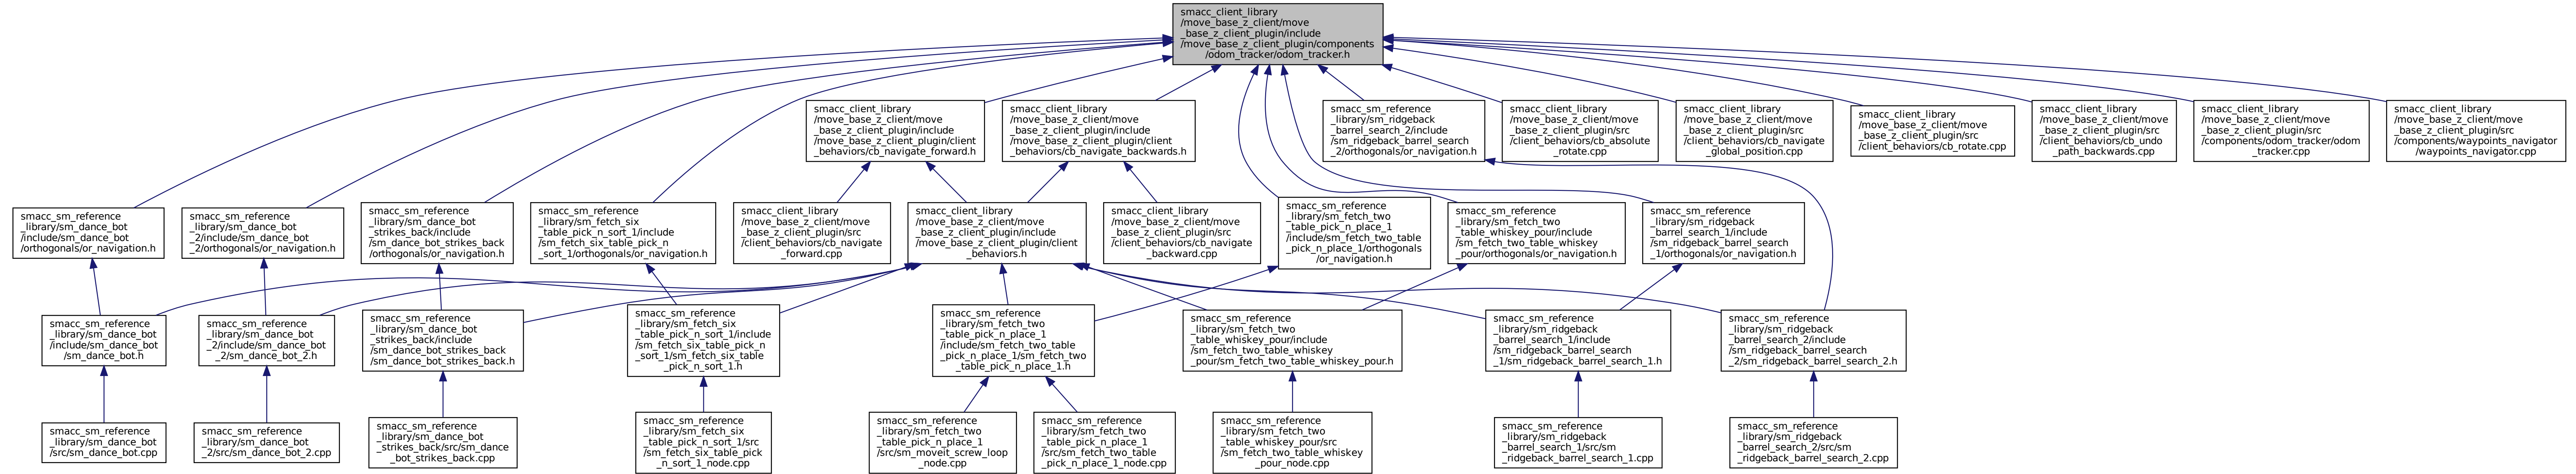 smacc_client_library
/move_base_z_client/move
_base_z_client_plugin/include
/move_base_z_client_plugin/components
/odom_tracker/odom_tracker.h
smacc_client_library
/move_base_z_client/move
_base_z_client_plugin/include
/move_base_z_client_plugin/client
_behaviors/cb_navigate_forward.h
smacc_client_library
/move_base_z_client/move
_base_z_client_plugin/include
/move_base_z_client_plugin/client
_behaviors/cb_navigate_backwards.h
smacc_sm_reference
_library/sm_ridgeback
_barrel_search_2/include
/sm_ridgeback_barrel_search
_2/orthogonals/or_navigation.h
smacc_client_library
/move_base_z_client/move
_base_z_client_plugin/src
/client_behaviors/cb_absolute
_rotate.cpp
smacc_client_library
/move_base_z_client/move
_base_z_client_plugin/src
/client_behaviors/cb_navigate
_global_position.cpp
smacc_client_library
/move_base_z_client/move
_base_z_client_plugin/src
/client_behaviors/cb_rotate.cpp
smacc_client_library
/move_base_z_client/move
_base_z_client_plugin/src
/client_behaviors/cb_undo
_path_backwards.cpp
smacc_client_library
/move_base_z_client/move
_base_z_client_plugin/src
/components/odom_tracker/odom
_tracker.cpp
smacc_client_library
/move_base_z_client/move
_base_z_client_plugin/src
/components/waypoints_navigator
/waypoints_navigator.cpp
smacc_sm_reference
_library/sm_dance_bot
/include/sm_dance_bot
/orthogonals/or_navigation.h
smacc_sm_reference
_library/sm_dance_bot
_2/include/sm_dance_bot
_2/orthogonals/or_navigation.h
smacc_sm_reference
_library/sm_dance_bot
_strikes_back/include
/sm_dance_bot_strikes_back
/orthogonals/or_navigation.h
smacc_sm_reference
_library/sm_fetch_six
_table_pick_n_sort_1/include
/sm_fetch_six_table_pick_n
_sort_1/orthogonals/or_navigation.h
smacc_client_library
/move_base_z_client/move
_base_z_client_plugin/src
/client_behaviors/cb_navigate
_forward.cpp
smacc_client_library
/move_base_z_client/move
_base_z_client_plugin/include
/move_base_z_client_plugin/client
_behaviors.h
smacc_client_library
/move_base_z_client/move
_base_z_client_plugin/src
/client_behaviors/cb_navigate
_backward.cpp
smacc_sm_reference
_library/sm_fetch_two
_table_pick_n_place_1
/include/sm_fetch_two_table
_pick_n_place_1/orthogonals
/or_navigation.h
smacc_sm_reference
_library/sm_fetch_two
_table_whiskey_pour/include
/sm_fetch_two_table_whiskey
_pour/orthogonals/or_navigation.h
smacc_sm_reference
_library/sm_ridgeback
_barrel_search_1/include
/sm_ridgeback_barrel_search
_1/orthogonals/or_navigation.h
smacc_sm_reference
_library/sm_dance_bot
/include/sm_dance_bot
/sm_dance_bot.h
smacc_sm_reference
_library/sm_dance_bot
_2/include/sm_dance_bot
_2/sm_dance_bot_2.h
smacc_sm_reference
_library/sm_dance_bot
_strikes_back/include
/sm_dance_bot_strikes_back
/sm_dance_bot_strikes_back.h
smacc_sm_reference
_library/sm_fetch_six
_table_pick_n_sort_1/include
/sm_fetch_six_table_pick_n
_sort_1/sm_fetch_six_table
_pick_n_sort_1.h
smacc_sm_reference
_library/sm_fetch_two
_table_pick_n_place_1
/include/sm_fetch_two_table
_pick_n_place_1/sm_fetch_two
_table_pick_n_place_1.h
smacc_sm_reference
_library/sm_fetch_two
_table_whiskey_pour/include
/sm_fetch_two_table_whiskey
_pour/sm_fetch_two_table_whiskey_pour.h
smacc_sm_reference
_library/sm_ridgeback
_barrel_search_1/include
/sm_ridgeback_barrel_search
_1/sm_ridgeback_barrel_search_1.h
smacc_sm_reference
_library/sm_ridgeback
_barrel_search_2/include
/sm_ridgeback_barrel_search
_2/sm_ridgeback_barrel_search_2.h
smacc_sm_reference
_library/sm_dance_bot
/src/sm_dance_bot.cpp
smacc_sm_reference
_library/sm_dance_bot
_2/src/sm_dance_bot_2.cpp
smacc_sm_reference
_library/sm_dance_bot
_strikes_back/src/sm_dance
_bot_strikes_back.cpp
smacc_sm_reference
_library/sm_fetch_six
_table_pick_n_sort_1/src
/sm_fetch_six_table_pick
_n_sort_1_node.cpp
smacc_sm_reference
_library/sm_fetch_two
_table_pick_n_place_1
/src/sm_moveit_screw_loop
_node.cpp
smacc_sm_reference
_library/sm_fetch_two
_table_pick_n_place_1
/src/sm_fetch_two_table
_pick_n_place_1_node.cpp
smacc_sm_reference
_library/sm_fetch_two
_table_whiskey_pour/src
/sm_fetch_two_table_whiskey
_pour_node.cpp
smacc_sm_reference
_library/sm_ridgeback
_barrel_search_1/src/sm
_ridgeback_barrel_search_1.cpp
smacc_sm_reference
_library/sm_ridgeback
_barrel_search_2/src/sm
_ridgeback_barrel_search_2.cpp